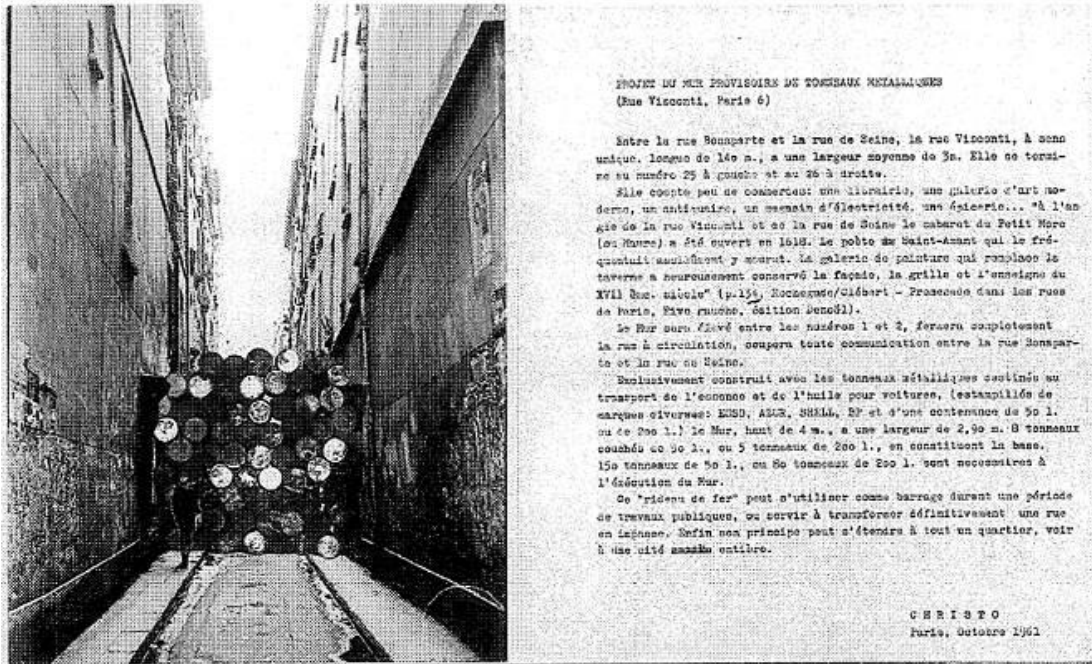 PROJET DU MUR PROVISOIRE DE TONNEAUX METALLIQUES
(Rue Visconti, Paris 6)
Entre la rue Bonaparte et la rue de Seine, la rue Visconti, à sens
unique, longue de 140 m., a une largeur moyenne de 3m. Elle se termi-
ne au numéro 25 à gauche et au 26 à droite.
Elle compte peu de commerces: une librairie, une galerie d'art mo-
derne, un antiquaire, un magasin d'électricité, une épicerie... "à l'an
gle de la rue Visconti et de la rue de Seine le cabaret du Petit More
(ou Maure) a été ouvert en 1618. Le poète de Saint-Amant qui le fré-
quentait assidûment y mourut. La galerie de peinture qui remplace la
taverne a heureusement conservé la façade, la grille et l'enseigne du
XVII ème. siècle" (p.134, Rochegude/Clébert - Promenade dans les rues
de Paris, Rive gauche, édition Denoël).
Le Mur sera élevé entre les numéros 1 et 2, fermera complètement
la rue à circulation, coupera toute communication entre la rue Bonapar-
te et la rue de Seine.
Exclusivement construit avec les tonneaux métalliques destinés au
transport de l'essence et de l'huile pour voitures, (estampillés de
marques diverses: ESSO, AZUR, SHELL, BP et d'une contenance de 50 l.
ou de 200 l.) le Mur, haut de 4 m., a une largeur de 2,90 m. 8 tonneaux
couchés de 50 l., ou 5 tonneaux de 200 l., en constituent la base.
150 tonneaux de 50 l., ou 80 tonneaux de 200 l. sont necessaires à
l'éxécution du Mur.
Ce "rideau de fer" peut s'utiliser comme barrage durant une période
de travaux publiques, ou servir à transformer définitivement une rue
en impasse. Enfin son principe peut s'étendre à tout un quartier, voir
à une cité entière.
CHRISTO
Paris, Octobre 1961